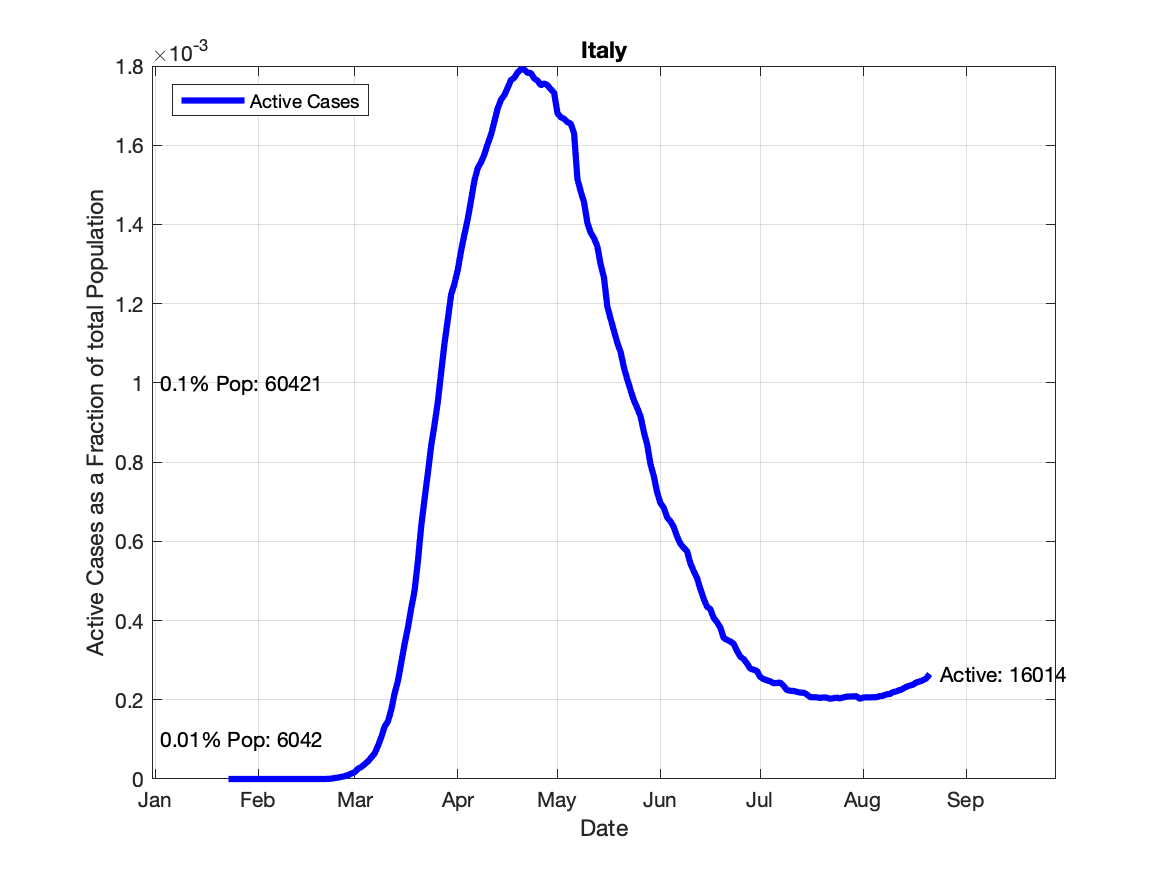 ×10-3
Italy
1.8
Active Cases
1.6
1.4
1.2
1
0.1% Pop: 60421
0.8
0.6
0.4
Active: 16014
0.2
0.01% Pop: 6042
0
Jan Feb Mar Apr May Jun Jul Aug Sep
Date
Active Cases as a Fraction of total Population